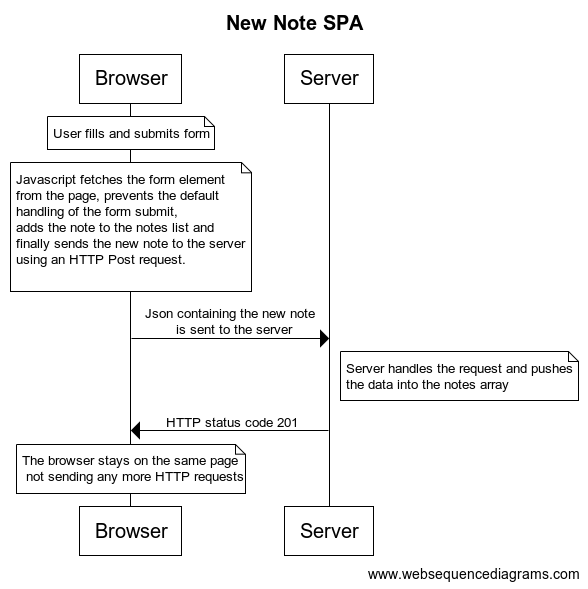 New Note SPA
Browser
Server
User fills and submits form
Javascript fetches the form element
from the page, prevents the default
handling of the form submit,
adds the note to the notes list and
finally sends the new note to the server
using an HTTP Post request.
Json containing the new note
is sent to the server
Server handles the request and pushes
the data into the notes array
HTTP status code 201
The browser stays on the same page
not sending any more HTTP requests
Browser
Server
www.websequencediagrams.com